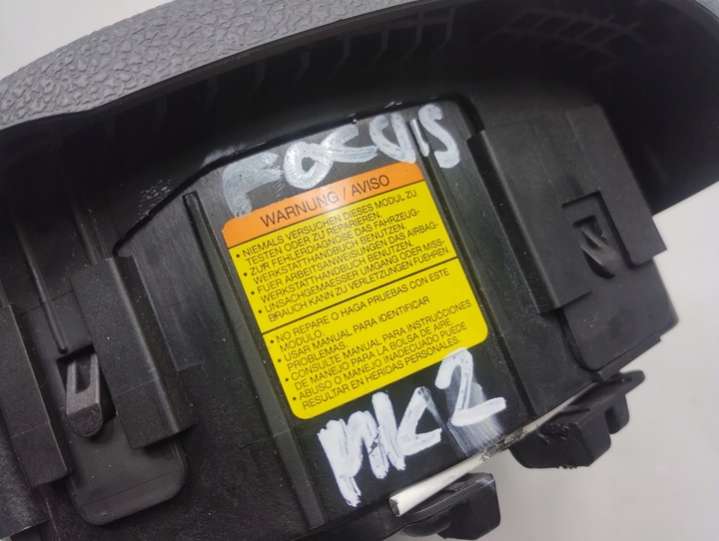 FOCUS
WARNUNG / AVISO
• NIEMALS VERSUCHEN DIESES MODUL ZU
TESTEN ODER ZU REPARIEREN.
• ZUR FEHLERDIAGNOSE DAS FAHRZEUG-
WERKSTATTHANDBUCH BENUTZEN.
• FUER ARBEITSANWEISUNGEN DAS AIRBAG-
WERKSTATTHANDBUCH BENUTZEN.
• UNSACHGEMAESSER UMGANG ODER MISS-
BRAUCH KANN ZU VERLETZUNGEN FUEHREN.
• NO REPARE O HAGA PRUEBAS CON ESTE
MODULO.
• USAR MANUAL PARA IDENTIFICAR
PROBLEMAS.
• CONSULTE MANUAL PARA INSTRUCCIONES
DE MANEJO PARA LA BOLSA DE AIRE.
• ABUSO O MANEJO INADECUADO PUEDE
RESULTAR EN HERIDAS PERSONALES.
MK2